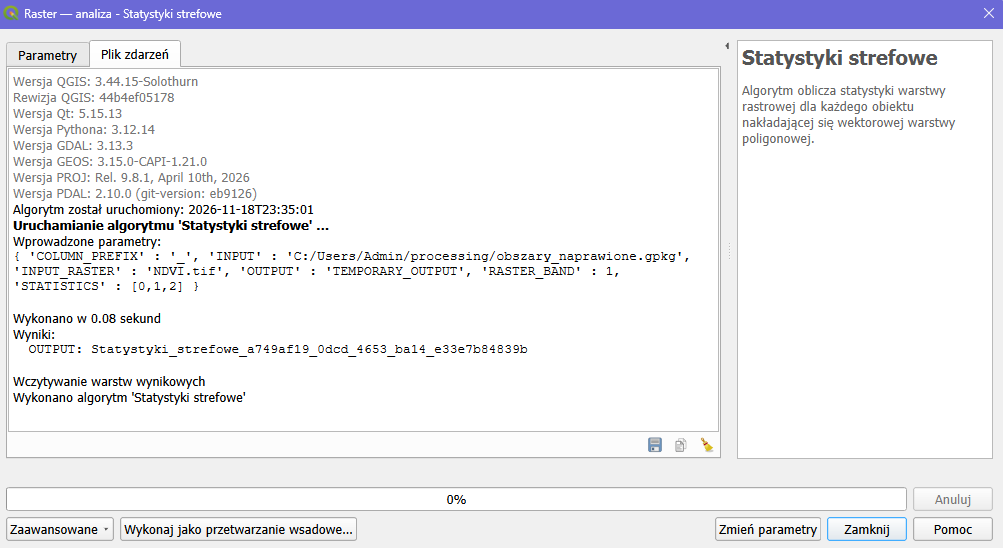 Raster — analiza - Statystyki strefowe
Parametry
Plik zdarzeń
Wersja QGIS: 3.44.15-Solothurn
Rewizja QGIS: 44b4ef05178
Wersja Qt: 5.15.13
Wersja Pythona: 3.12.14
Wersja GDAL: 3.13.3
Wersja GEOS: 3.15.0-CAPI-1.21.0
Wersja PROJ: Rel. 9.8.1, April 10th, 2026
Wersja PDAL: 2.10.0 (git-version: eb9126)
Algorytm został uruchomiony: 2026-11-18T23:35:01
Uruchamianie algorytmu 'Statystyki strefowe' ...
Wprowadzone parametry:
{ 'COLUMN_PREFIX' : '_', 'INPUT' : 'C:/Users/Admin/processing/obszary_naprawione.gpkg',
'INPUT_RASTER' : 'NDVI.tif', 'OUTPUT' : 'TEMPORARY_OUTPUT', 'RASTER_BAND' : 1,
'STATISTICS' : [0,1,2] }
Wykonano w 0.08 sekund
Wyniki:
OUTPUT: Statystyki_strefowe_a749af19_0dcd_4653_ba14_e33e7b84839b
Wczytywanie warstw wynikowych
Wykonano algorytm 'Statystyki strefowe'
Statystyki strefowe
Algorytm oblicza statystyki warstwy
rastrowej dla każdego obiektu
nakładającej się wektorowej warstwy
poligonowej.
0%
Anuluj
Zaawansowane
Wykonaj jako przetwarzanie wsadowe...
Zmień parametry
Zamknij
Pomoc